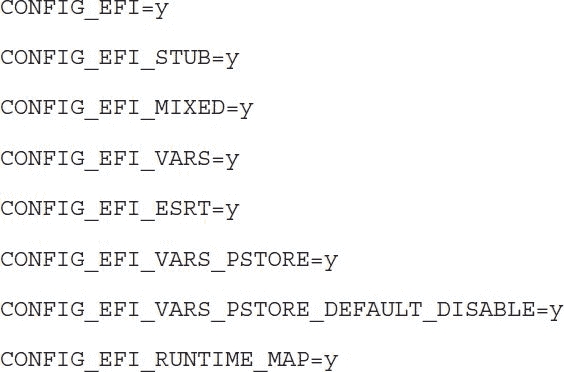 CONFIG_EFI=y
CONFIG_EFI_STUB=y
CONFIG_EFI_MIXED=y
CONFIG_EFI_VARS=y
CONFIG_EFI_ESRT=y
CONFIG_EFI_VARS_PSTORE=y
CONFIG_EFI_VARS_PSTORE_DEFAULT_DISABLE=y
CONFIG_EFI_RUNTIME_MAP=y